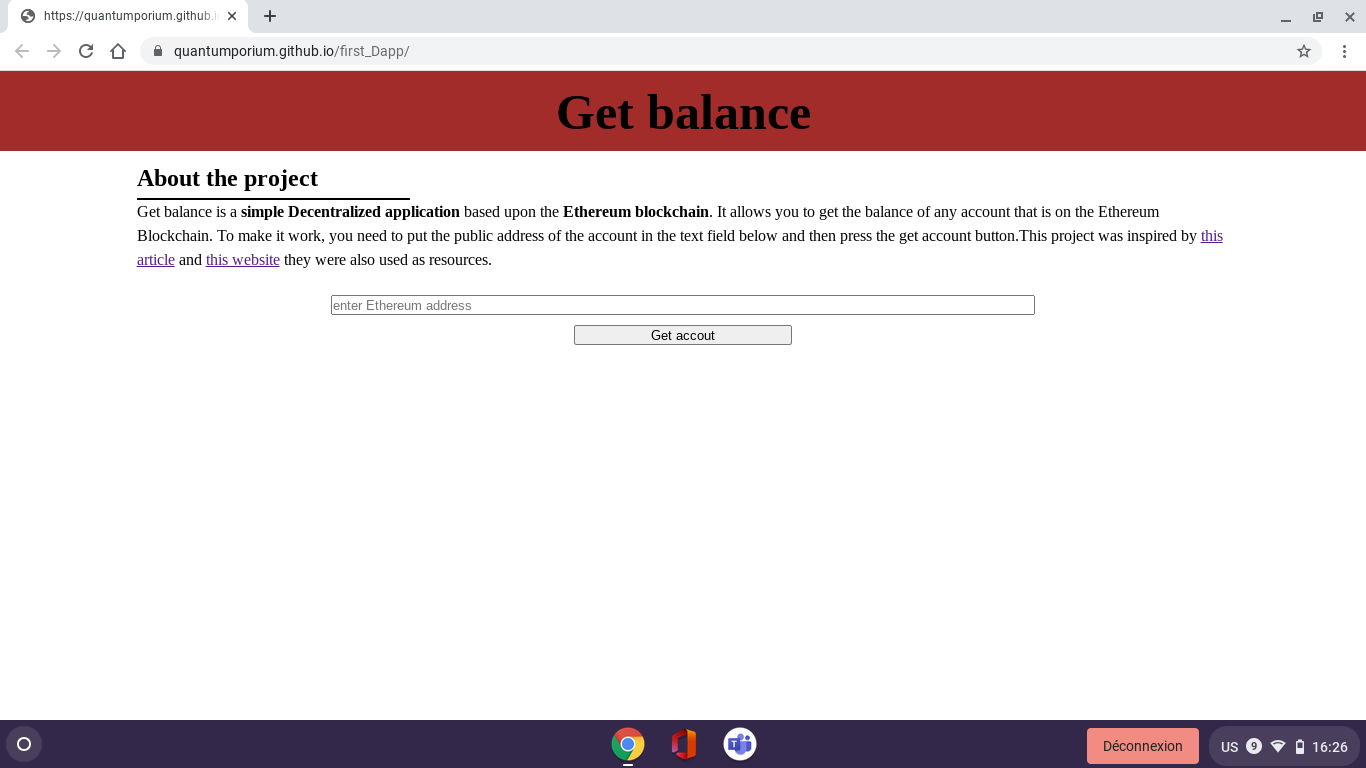 https://quantumporium.github.i
quantumporium.github.io/first_Dapp/
Get balance
About the project
Get balance is a simple Decentralized application based upon the Ethereum blockchain. It allows you to get the balance of any account that is on the Ethereum
Blockchain. To make it work, you need to put the public address of the account in the text field below and then press the get account button.This project was inspired by this
article and this website they were also used as resources.
enter Ethereum address
Get accout
T
Déconnexion
US 9 16:26